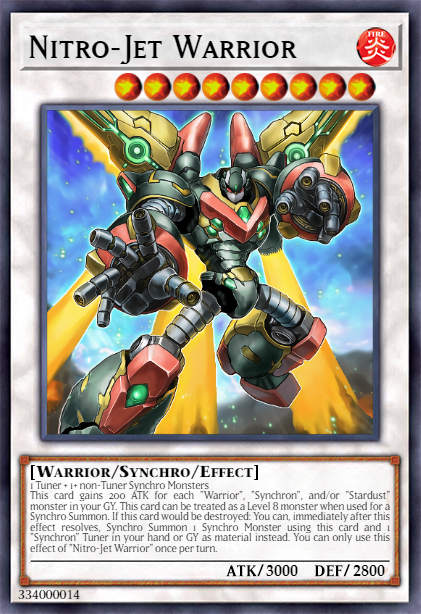 Nitro-Jet Warrior
FIRE
炎
[Warrior/Synchro/Effect]
1 Tuner + 1+ non-Tuner Synchro Monsters
This card gains 200 ATK for each "Warrior", "Synchron", and/or "Stardust"
monster in your GY. This card can be treated as a Level 8 monster when used for a
Synchro Summon. If this card would be destroyed: You can, immediately after this
effect resolves, Synchro Summon 1 Synchro Monster using this card and 1
"Synchron" Tuner in your hand or GY as material instead. You can only use this
effect of "Nitro-Jet Warrior" once per turn.
ATK/3000 DEF/2800
334000014